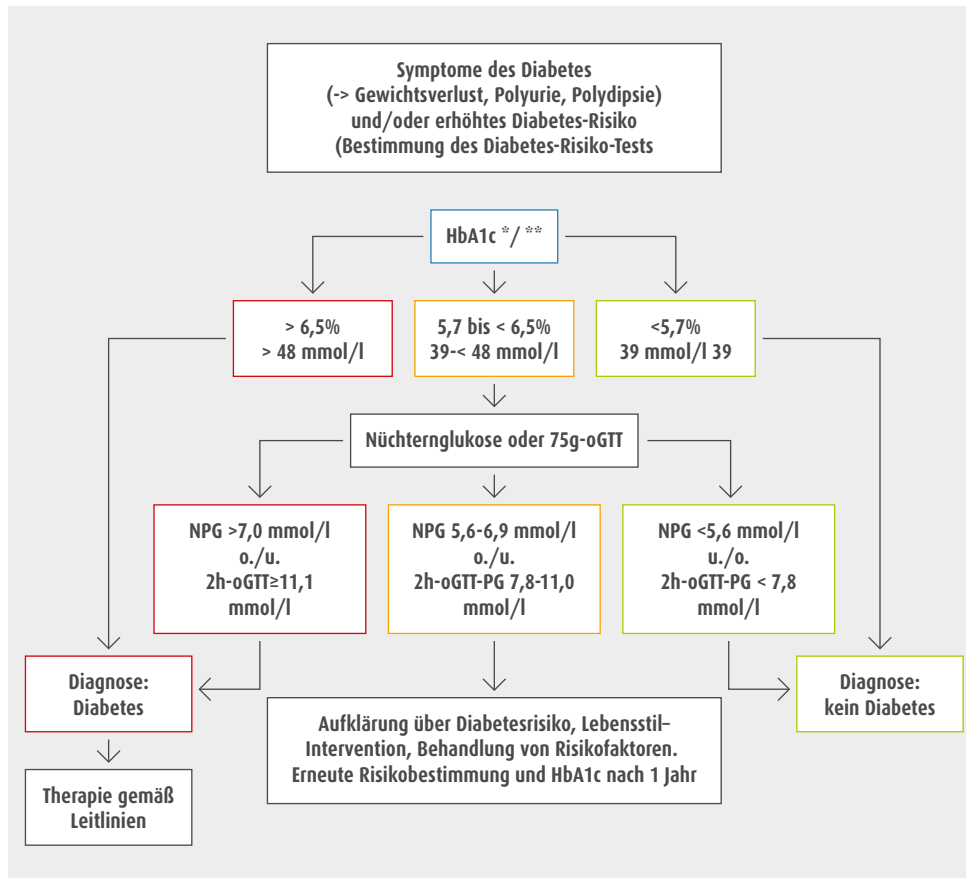 Symptome des Diabetes
(-> Gewichtsverlust, Polyurie, Polydipsie)
und/oder erhöhtes Diabetes-Risiko
(Bestimmung des Diabetes-Risiko-Tests
HbA1c */ **
> 6,5%
> 48 mmol/l
5,7 bis < 6,5%
39-< 48 mmol/l
<5,7%
39 mmol/l 39
Nüchternglukose oder 75g-oGTT
NPG >7,0 mmol/l
o./u.
2h-oGTT≥11,1
mmol/l
NPG 5,6-6,9 mmol/l
o./u.
2h-oGTT-PG 7,8-11,0
mmol/l
NPG <5,6 mmol/l
u./o.
2h-oGTT-PG < 7,8
mmol/l
Diagnose:
Diabetes
Aufklärung über Diabetesrisiko, Lebensstil–
Intervention, Behandlung von Risikofaktoren.
Erneute Risikobestimmung und HbA1c nach 1 Jahr
Diagnose:
kein Diabetes
Therapie gemäß
Leitlinien